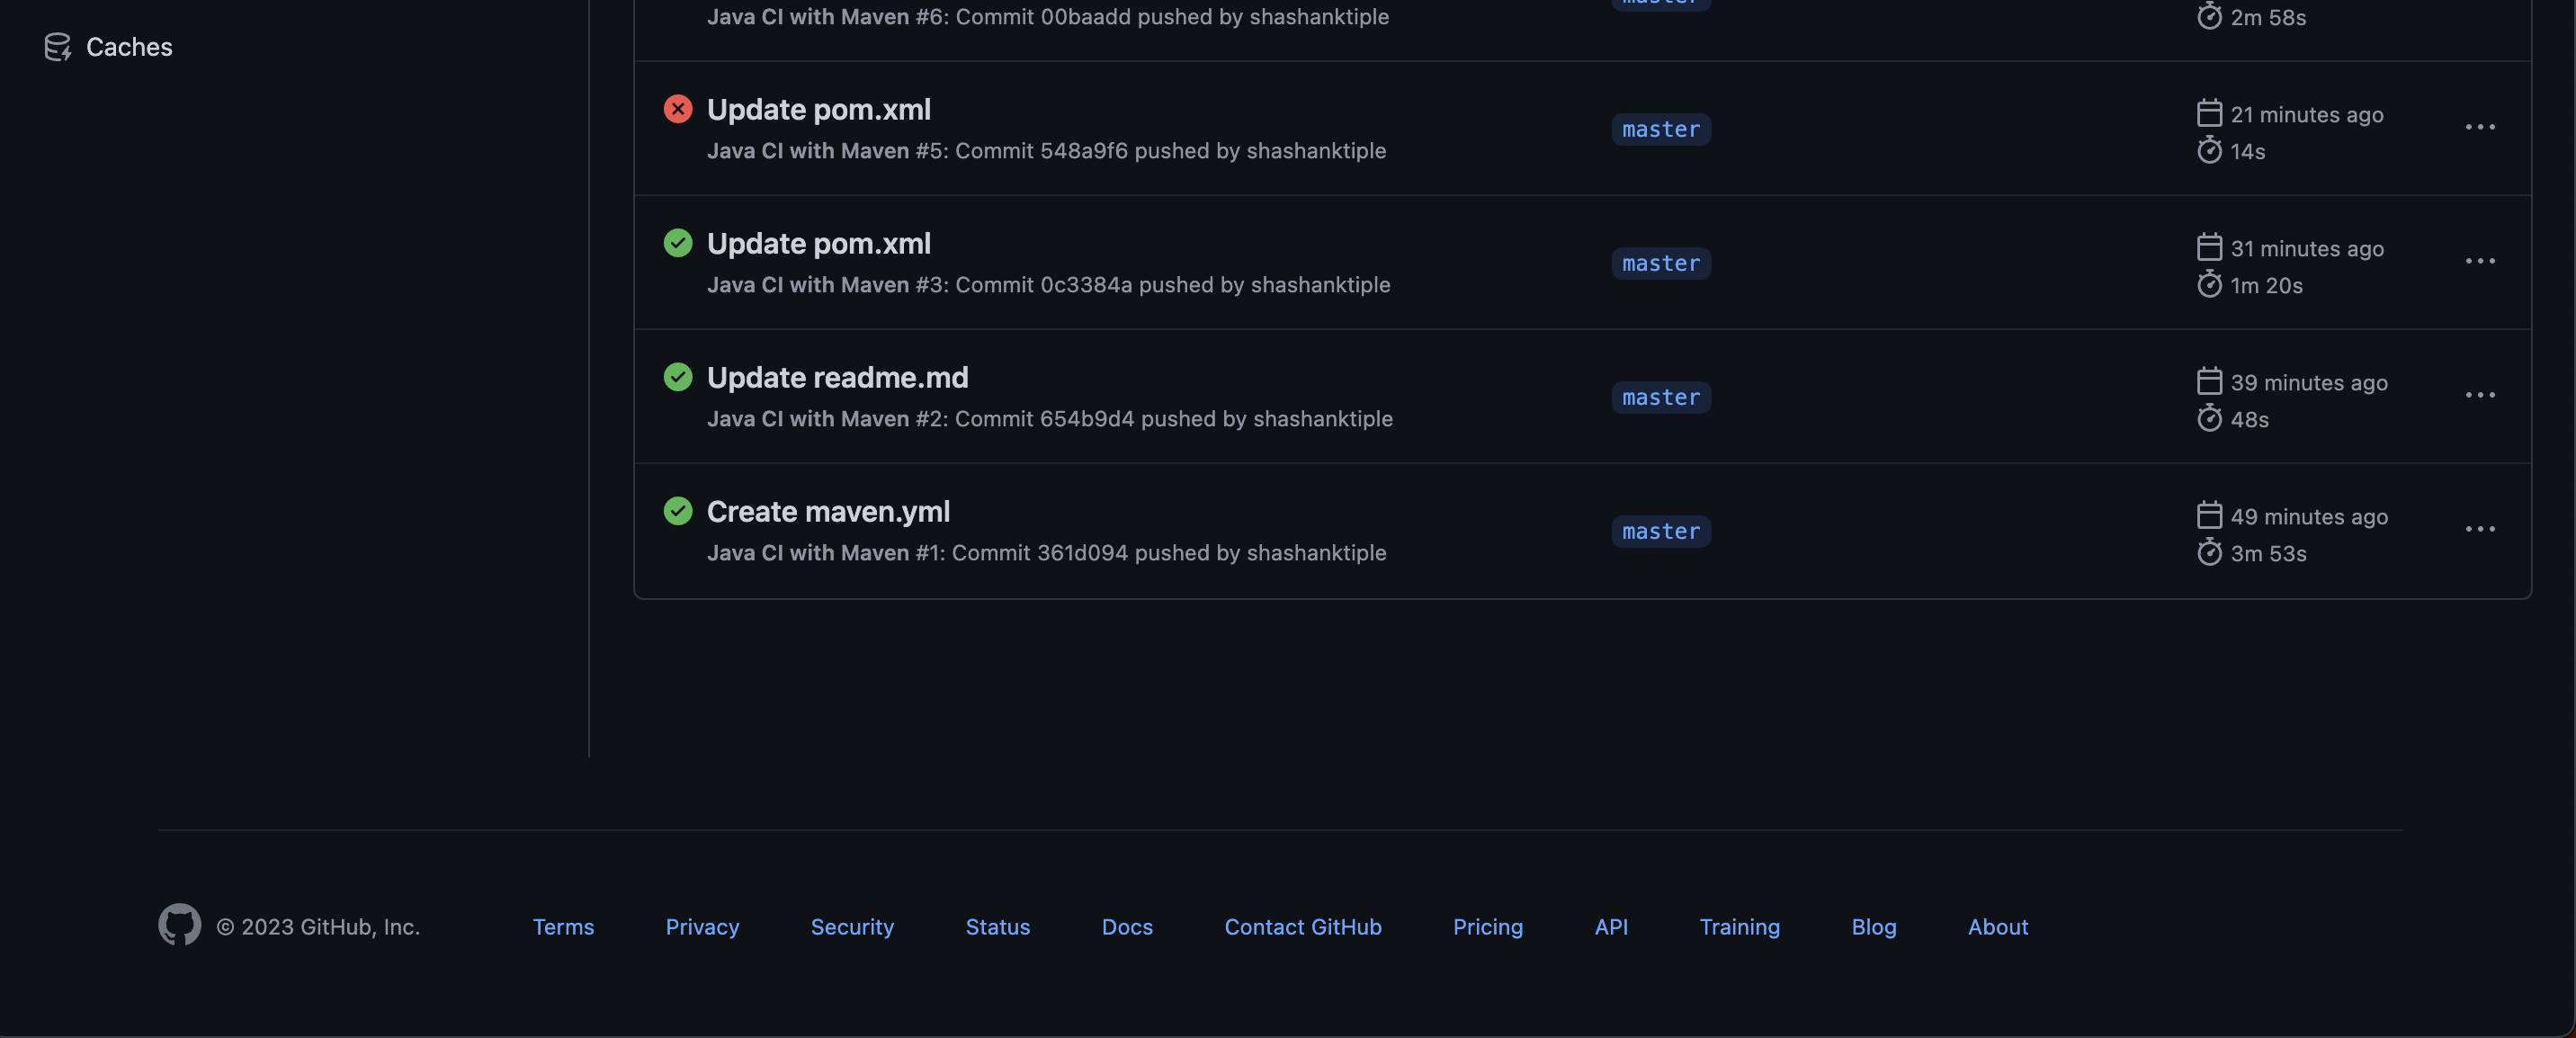 Caches
Java CI with Maven #6: Commit 00baadd pushed by shashanktiple
master
2m 58s
Update pom.xml
Java CI with Maven #5: Commit 548a9f6 pushed by shashanktiple
master
21 minutes ago
14s
Update pom.xml
Java CI with Maven #3: Commit 0c3384a pushed by shashanktiple
master
31 minutes ago
1m 20s
Update readme.md
Java CI with Maven #2: Commit 654b9d4 pushed by shashanktiple
master
39 minutes ago
48s
Create maven.yml
Java CI with Maven #1: Commit 361d094 pushed by shashanktiple
master
49 minutes ago
3m 53s
© 2023 GitHub, Inc. Terms Privacy Security Status Docs Contact GitHub Pricing API Training Blog About